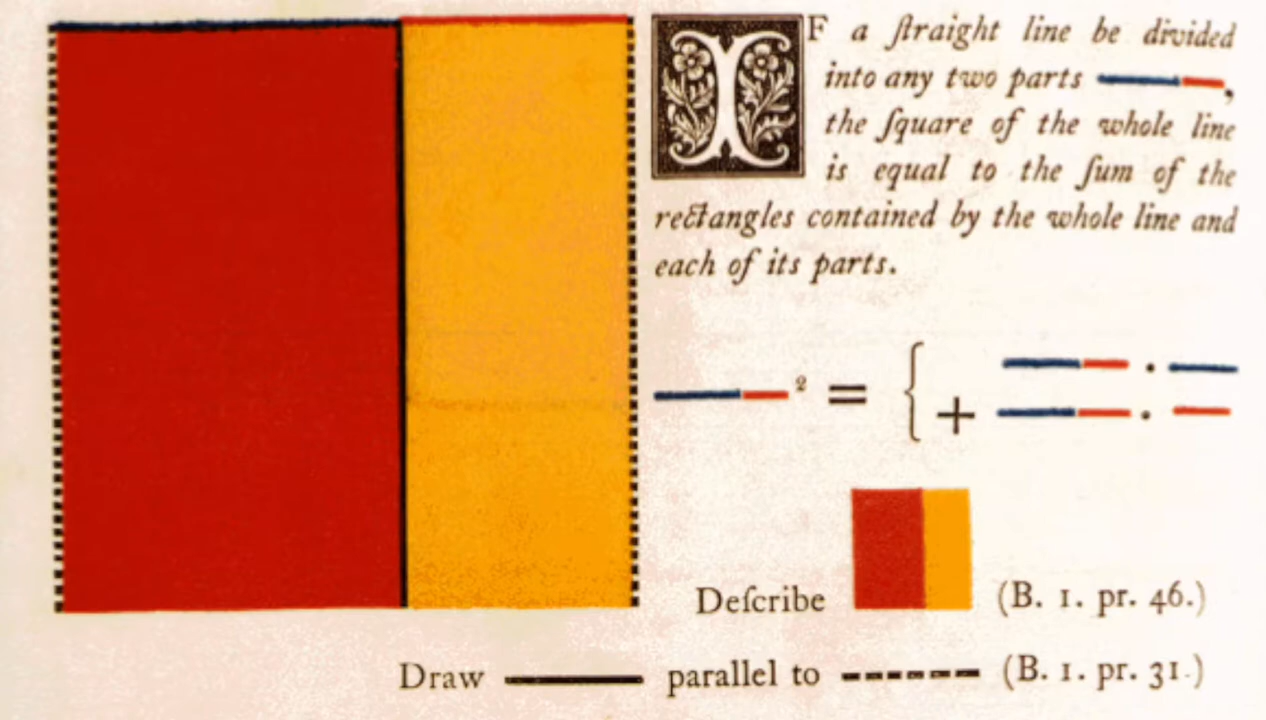 IF a ſtraight line be divided
into any two parts ,
the ſquare of the whole line
is equal to the ſum of the
rectangles contained by the whole line and
each of its parts.
² = { ·
+ ·
Deſcribe (B. 1. pr. 46.)
Draw parallel to (B. 1. pr. 31.)